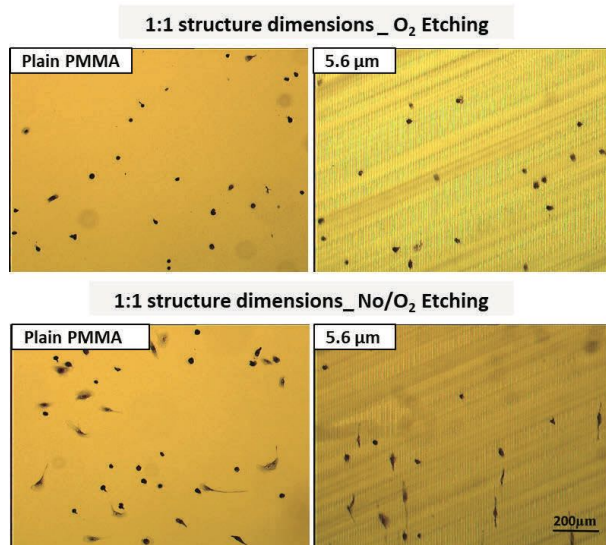 1:1 structure dimensions_ O₂ Etching
Plain PMMA
5.6 µm
1:1 structure dimensions_ No/O₂ Etching
Plain PMMA
5.6 µm
200µm